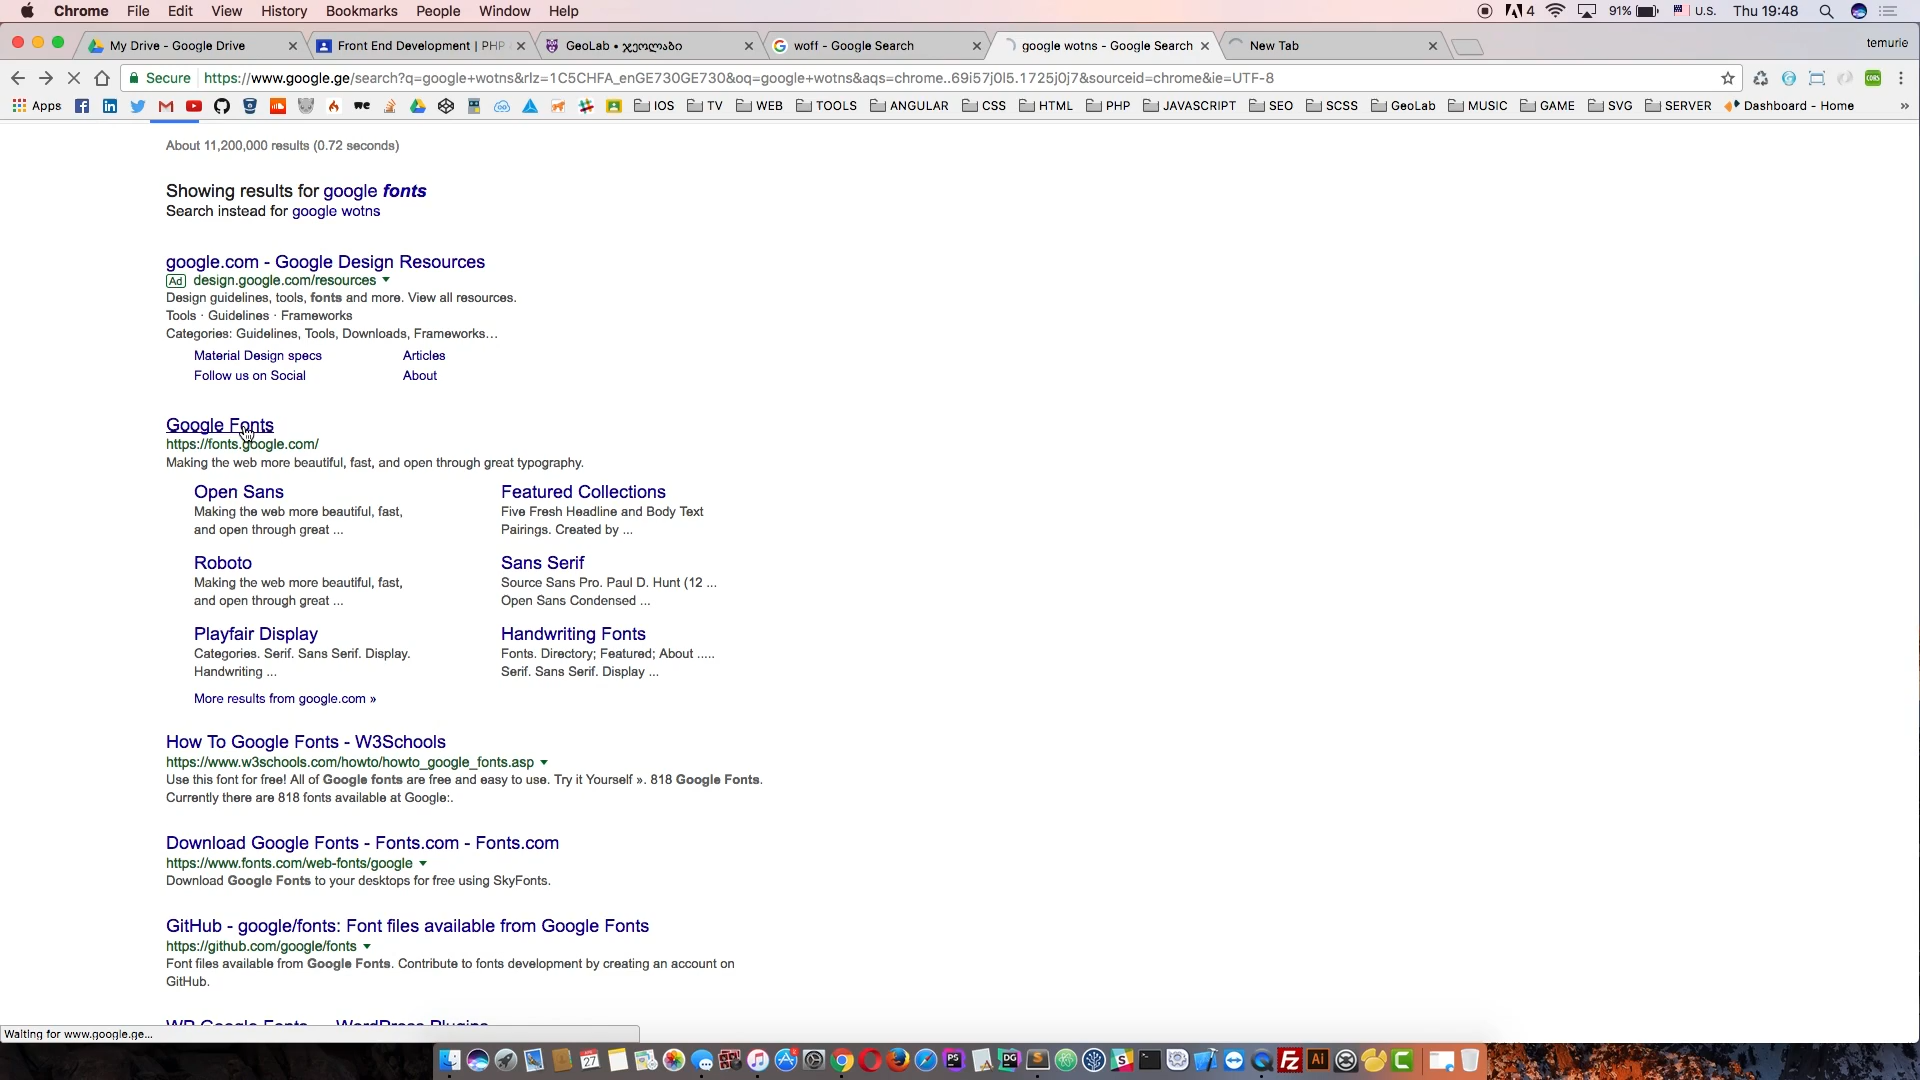 Chrome File Edit View History Bookmarks People Window Help 4 91% U.S. Thu 19:48
My Drive - Google Drive Front End Development | PHP GeoLab • ჯეოლაბი woff - Google Search google wotns - Google Search New Tab temurie
Secure https://www.google.ge/search?q=google+wotns&rlz=1C5CHFA_enGE730GE730&oq=google+wotns&aqs=chrome..69i57j0l5.1725j0j7&sourceid=chrome&ie=UTF-8
Apps IOS TV WEB TOOLS ANGULAR CSS HTML PHP JAVASCRIPT SEO SCSS GeoLab MUSIC GAME SVG SERVER Dashboard - Home »
About 11,200,000 results (0.72 seconds)
Showing results for google fonts
Search instead for google wotns
google.com - Google Design Resources
Ad design.google.com/resources
Design guidelines, tools, fonts and more. View all resources.
Tools · Guidelines · Frameworks
Categories: Guidelines, Tools, Downloads, Frameworks...
Material Design specs Articles
Follow us on Social About
Google Fonts
https://fonts.google.com/
Making the web more beautiful, fast, and open through great typography.
Open Sans
Making the web more beautiful, fast,
and open through great ...
Featured Collections
Five Fresh Headline and Body Text
Pairings. Created by ...
Roboto
Making the web more beautiful, fast,
and open through great ...
Sans Serif
Source Sans Pro. Paul D. Hunt (12 ...
Open Sans Condensed ...
Playfair Display
Categories. Serif. Sans Serif. Display.
Handwriting ...
Handwriting Fonts
Fonts. Directory; Featured; About .....
Serif. Sans Serif. Display ...
More results from google.com »
How To Google Fonts - W3Schools
https://www.w3schools.com/howto/howto_google_fonts.asp
Use this font for free! All of Google fonts are free and easy to use. Try it Yourself ». 818 Google Fonts.
Currently there are 818 fonts available at Google:.
Download Google Fonts - Fonts.com - Fonts.com
https://www.fonts.com/web-fonts/google
Download Google Fonts to your desktops for free using SkyFonts.
GitHub - google/fonts: Font files available from Google Fonts
https://github.com/google/fonts
Font files available from Google Fonts. Contribute to fonts development by creating an account on
GitHub.
WP Google Fonts — WordPress Plugins
Waiting for www.google.ge...